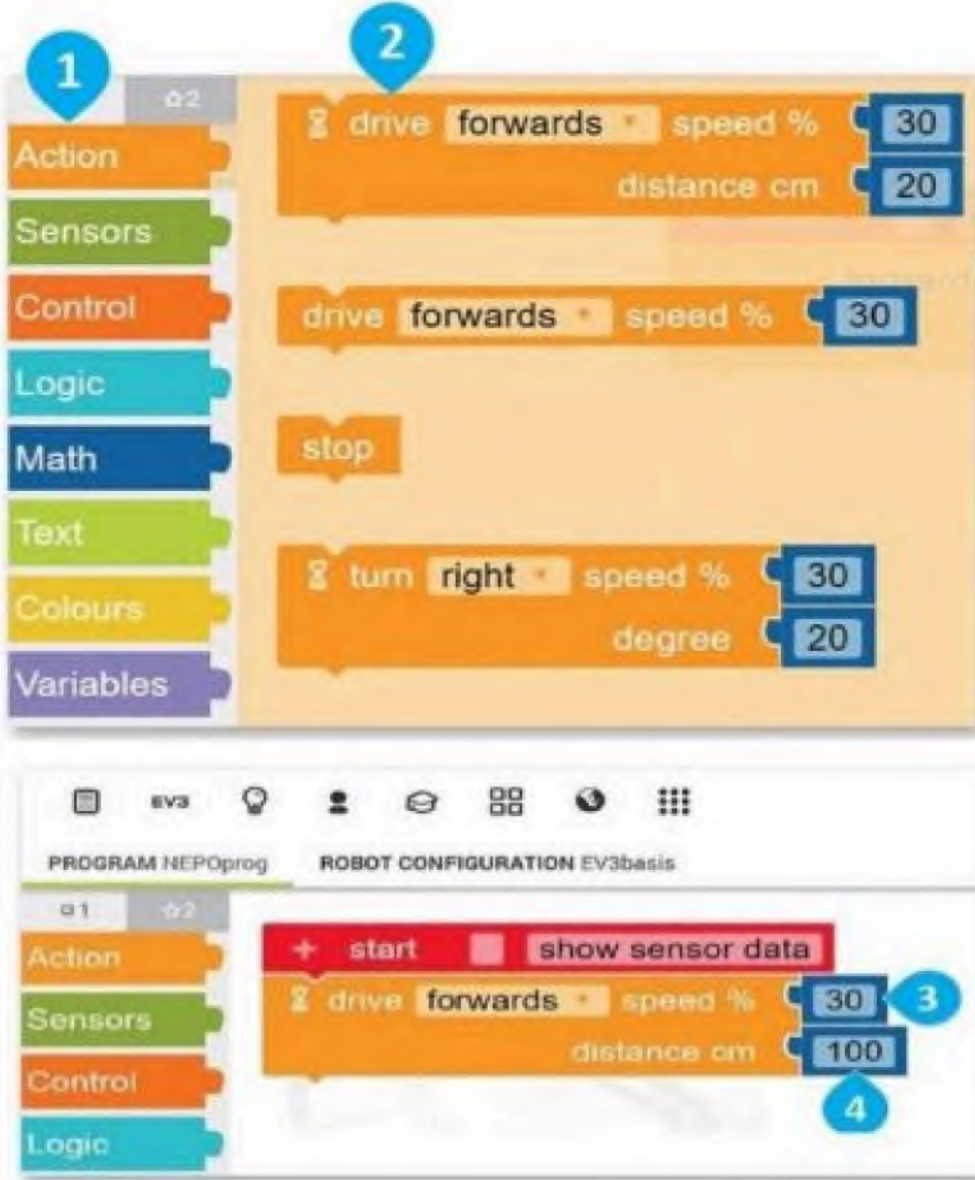 1
2
2
Action
Sensors
Control
Logic
Math
Text
Colours
Variables
drive forwards speed % 30
distance cm 20
drive forwards speed % 30
stop
turn right speed % 30
degree 20
EV3
PROGRAM NEPOprog ROBOT CONFIGURATION EV3basis
1 2
Action
Sensors
Control
Logic
+ start show sensor data
drive forwards speed % 30 3
distance cm 100
4